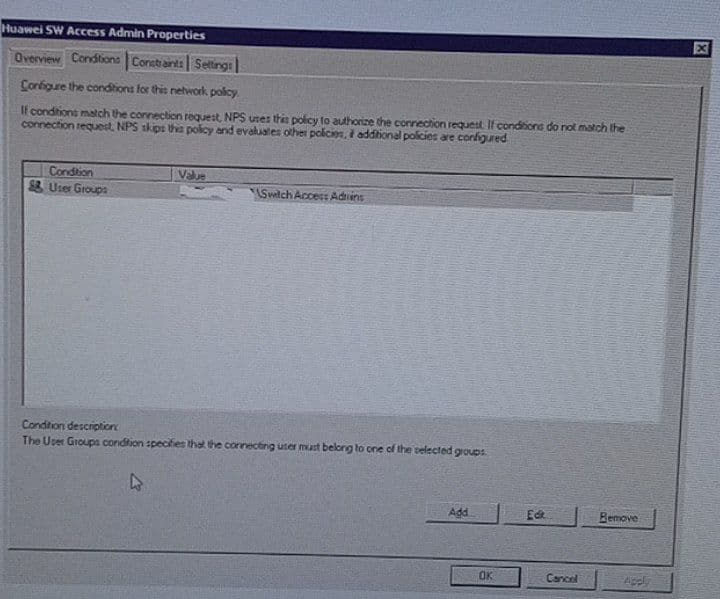 Huawei SW Access Admin Properties
Overview Conditions Constraints Settings
Configure the conditions for this network policy.
If conditions match the connection request, NPS uses this policy to authorize the connection request. If conditions do not match the
connection request, NPS skips this policy and evaluates other policies, if additional policies are configured.
Condition Value
User Groups \Switch Access Admins
Condition description:
The User Groups condition specifies that the connecting user must belong to one of the selected groups.
Add... Edit... Remove
OK Cancel Apply